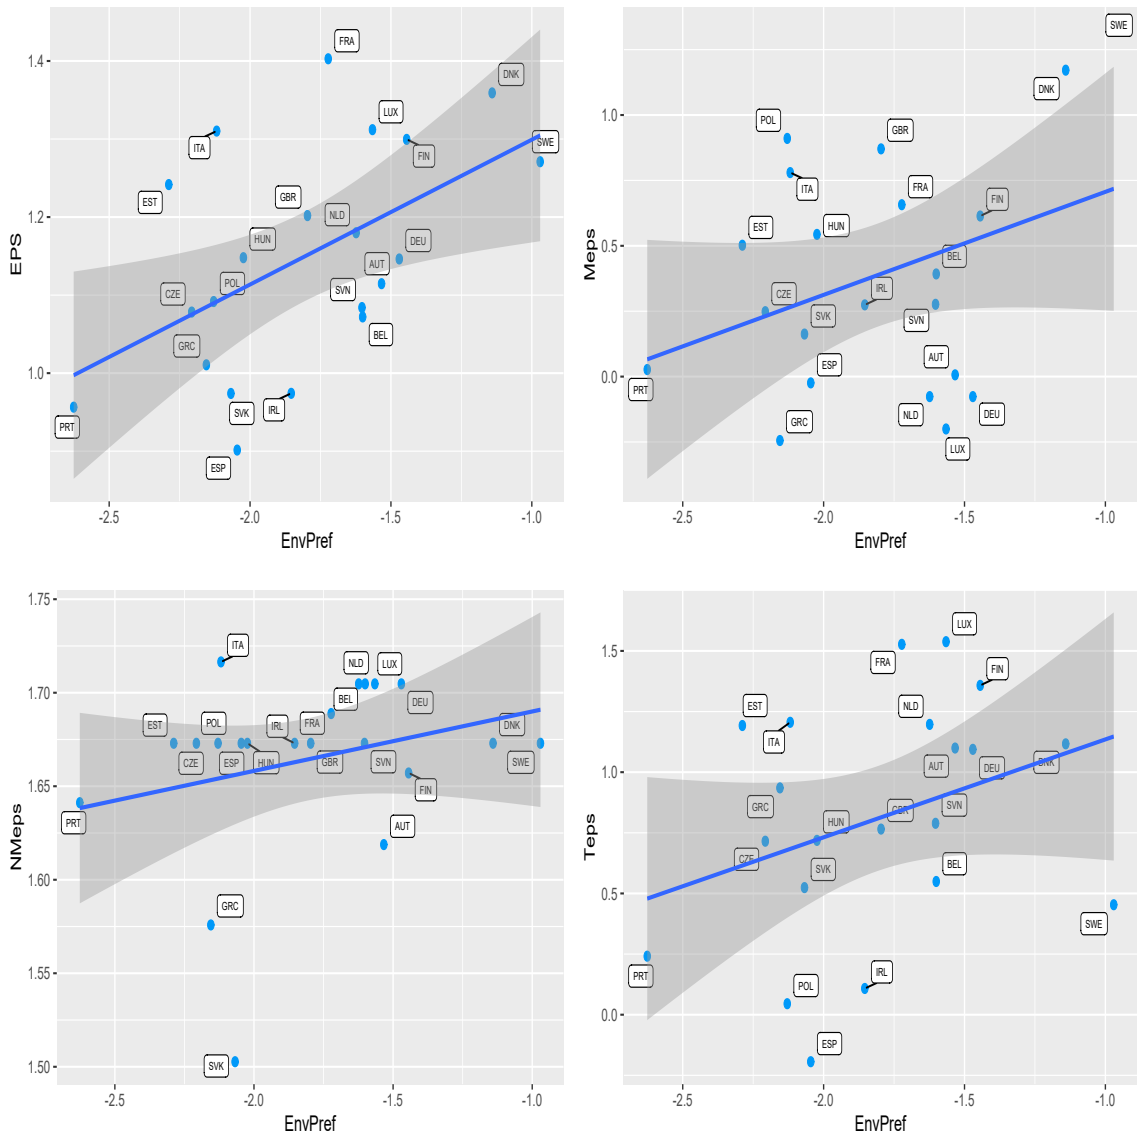 FRA
1.4
DNK
LUX
ITA
FIN
SWE
EST
GBR
1.2
NLD
HUN
DEU
AUT
CZE
POL
SVN
GRC
BEL
1.0
PRT
SVK
IRL
ESP
EPS
-2.5
-2.0
-1.5
-1.0
EnvPref
SWE
DNK
1.0
POL
GBR
ITA
FRA
FIN
EST
HUN
0.5
BEL
CZE
IRL
SVK
SVN
AUT
ESP
0.0
PRT
NLD
DEU
GRC
LUX
Meps
-2.5
-2.0
-1.5
-1.0
EnvPref
1.75
ITA
NLD
LUX
1.70
BEL
DEU
EST
POL
IRL
FRA
DNK
CZE
ESP
HUN
GBR
SVN
SWE
1.65
FIN
PRT
AUT
1.60
GRC
1.55
SVK
1.50
NMeps
-2.5
-2.0
-1.5
-1.0
EnvPref
LUX
1.5
FRA
FIN
EST
NLD
ITA
1.0
AUT
DEU
DNK
GRC
GBR
SVN
HUN
CZE
SVK
BEL
0.5
SWE
PRT
IRL
POL
0.0
ESP
Teps
-2.5
-2.0
-1.5
-1.0
EnvPref